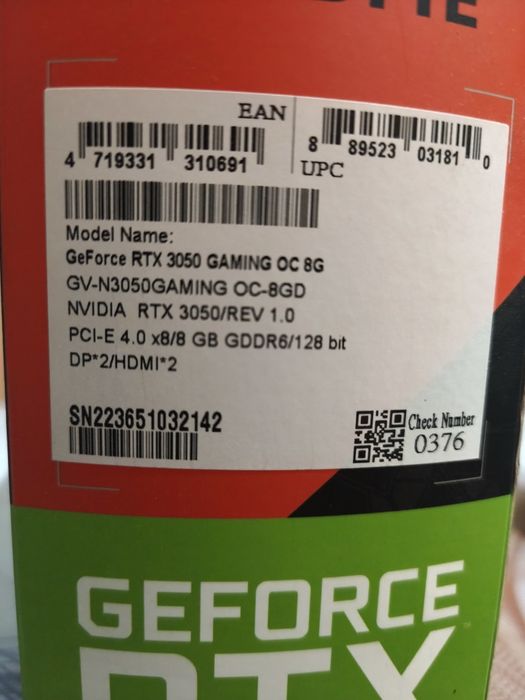 EAN
4 719331 310691
8 89523 03181 0
UPC
Model Name:
GeForce RTX 3050 GAMING OC 8G
GV-N3050GAMING OC-8GD
NVIDIA RTX 3050/REV 1.0
PCI-E 4.0 x8/8 GB GDDR6/128 bit
DP*2/HDMI*2
SN223651032142
Check Number
0376
GEFORCE
RTX